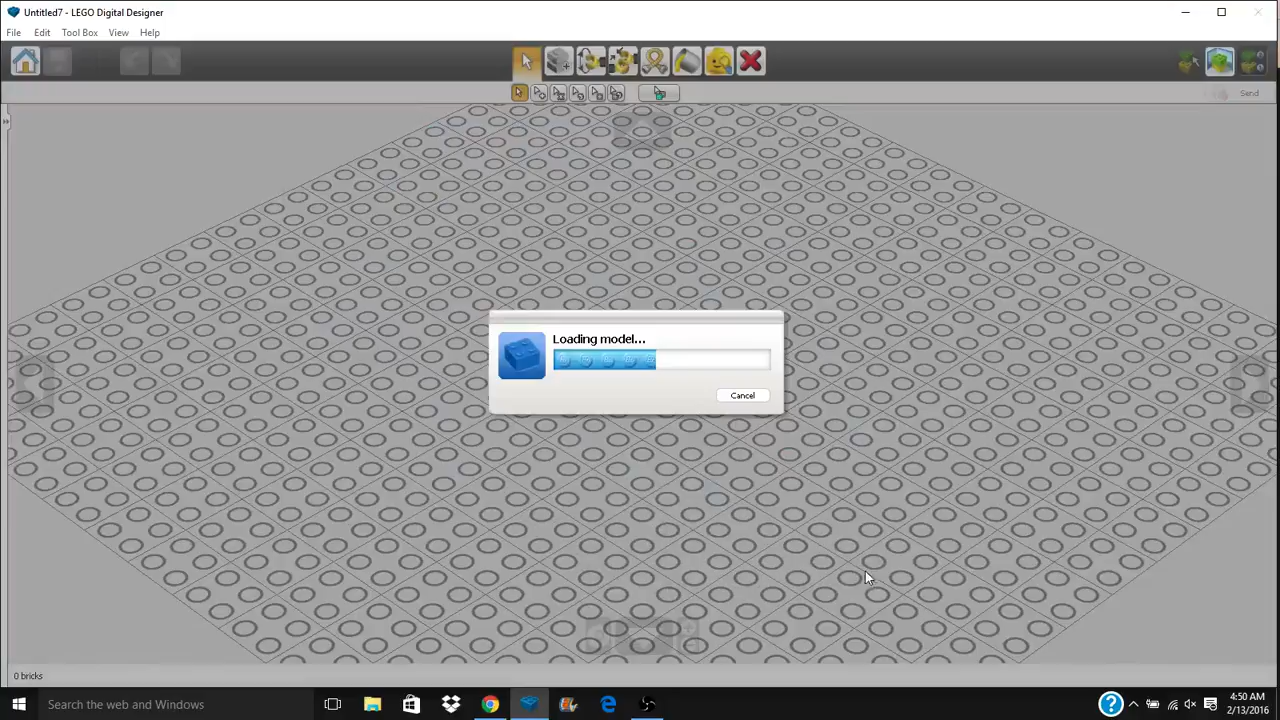 Untitled7 - LEGO Digital Designer
File Edit Tool Box View Help
Send
Loading model...
Cancel
0 bricks
Search the web and Windows
4:50 AM
2/13/2016